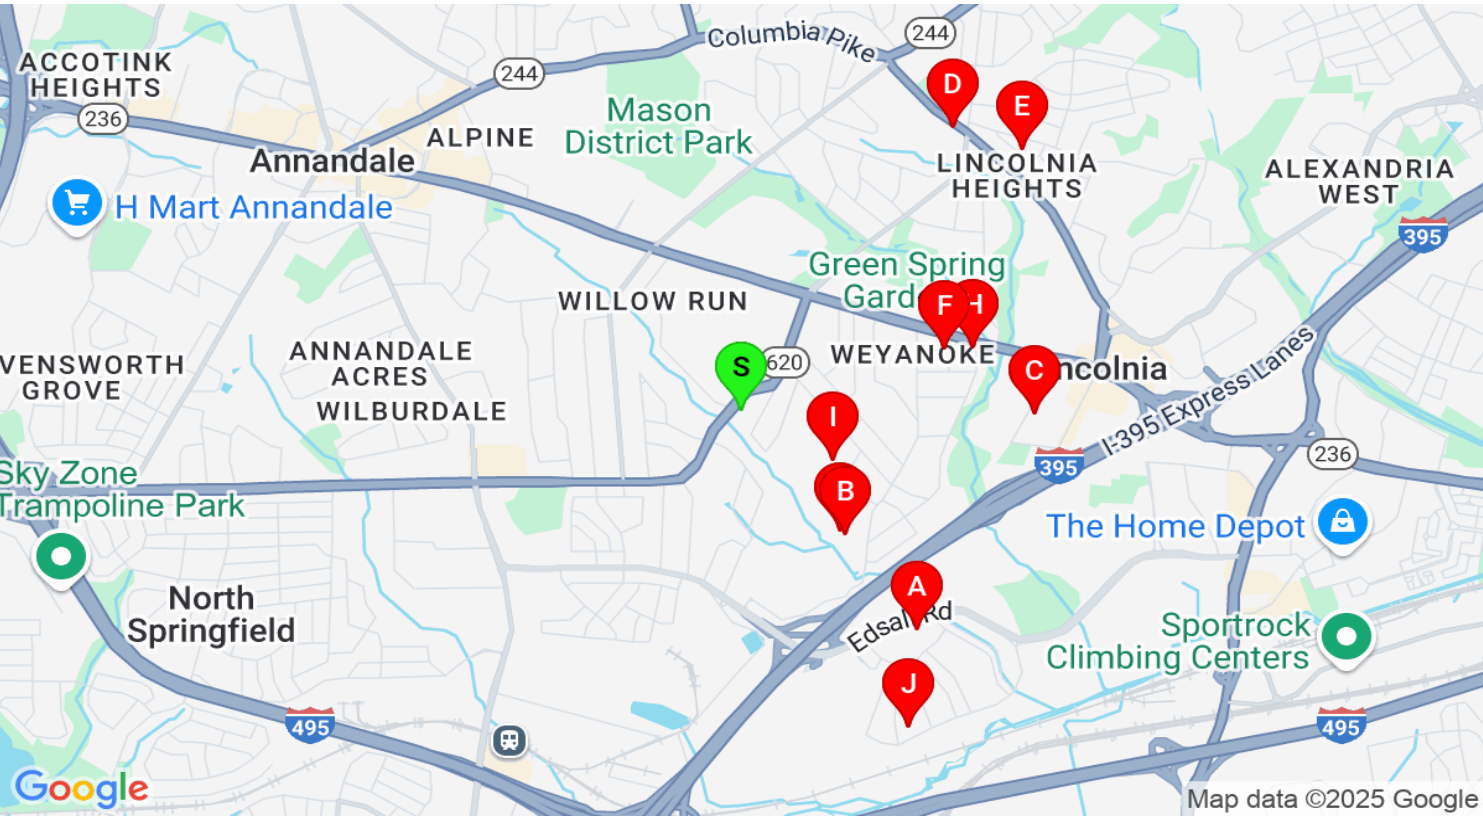 Columbia Pike
244
ACCOTINK
HEIGHTS
244
D
236
Mason
District Park
E
ALPINE
Annandale
LINCOLNIA
HEIGHTS
ALEXANDRIA
WEST
H Mart Annandale
395
Green Spring
Gard
F
H
WILLOW RUN
VENSWORTH
GROVE
ANNANDALE
ACRES
S
620
WEYANOKE
C
ncolnia
WILBURDALE
I
I-395 Express Lanes
395
236
Sky Zone
Trampoline Park
B
The Home Depot
A
North
Springfield
Edsall Rd
Sportrock
Climbing Centers
J
495
495
Google
Map data ©2025 Google